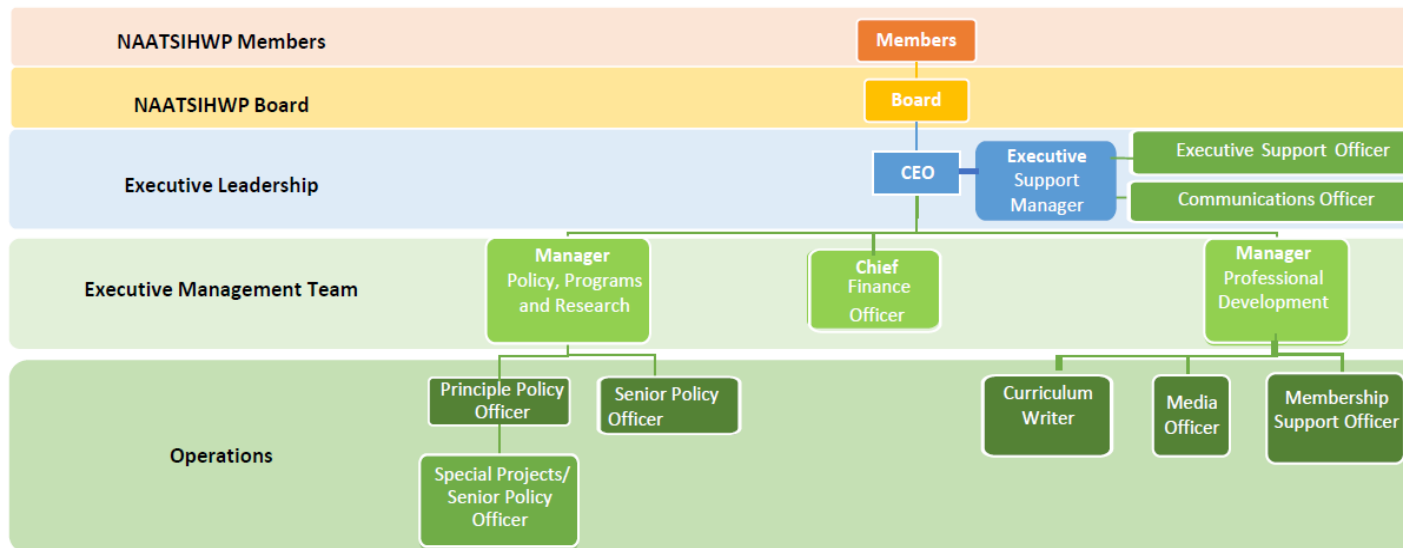 NAATSIHWP Members
Members
NAATSIHWP Board
Board
Executive Leadership
CEO
Executive
Support
Manager
Executive Support Officer
Communications Officer
Executive Management Team
Manager
Policy, Programs
and Research
Chief
Finance
Officer
Manager
Professional
Development
Operations
Principle Policy
Officer
Senior Policy
Officer
Special Projects/
Senior Policy
Officer
Curriculum
Writer
Media
Officer
Membership
Support Officer